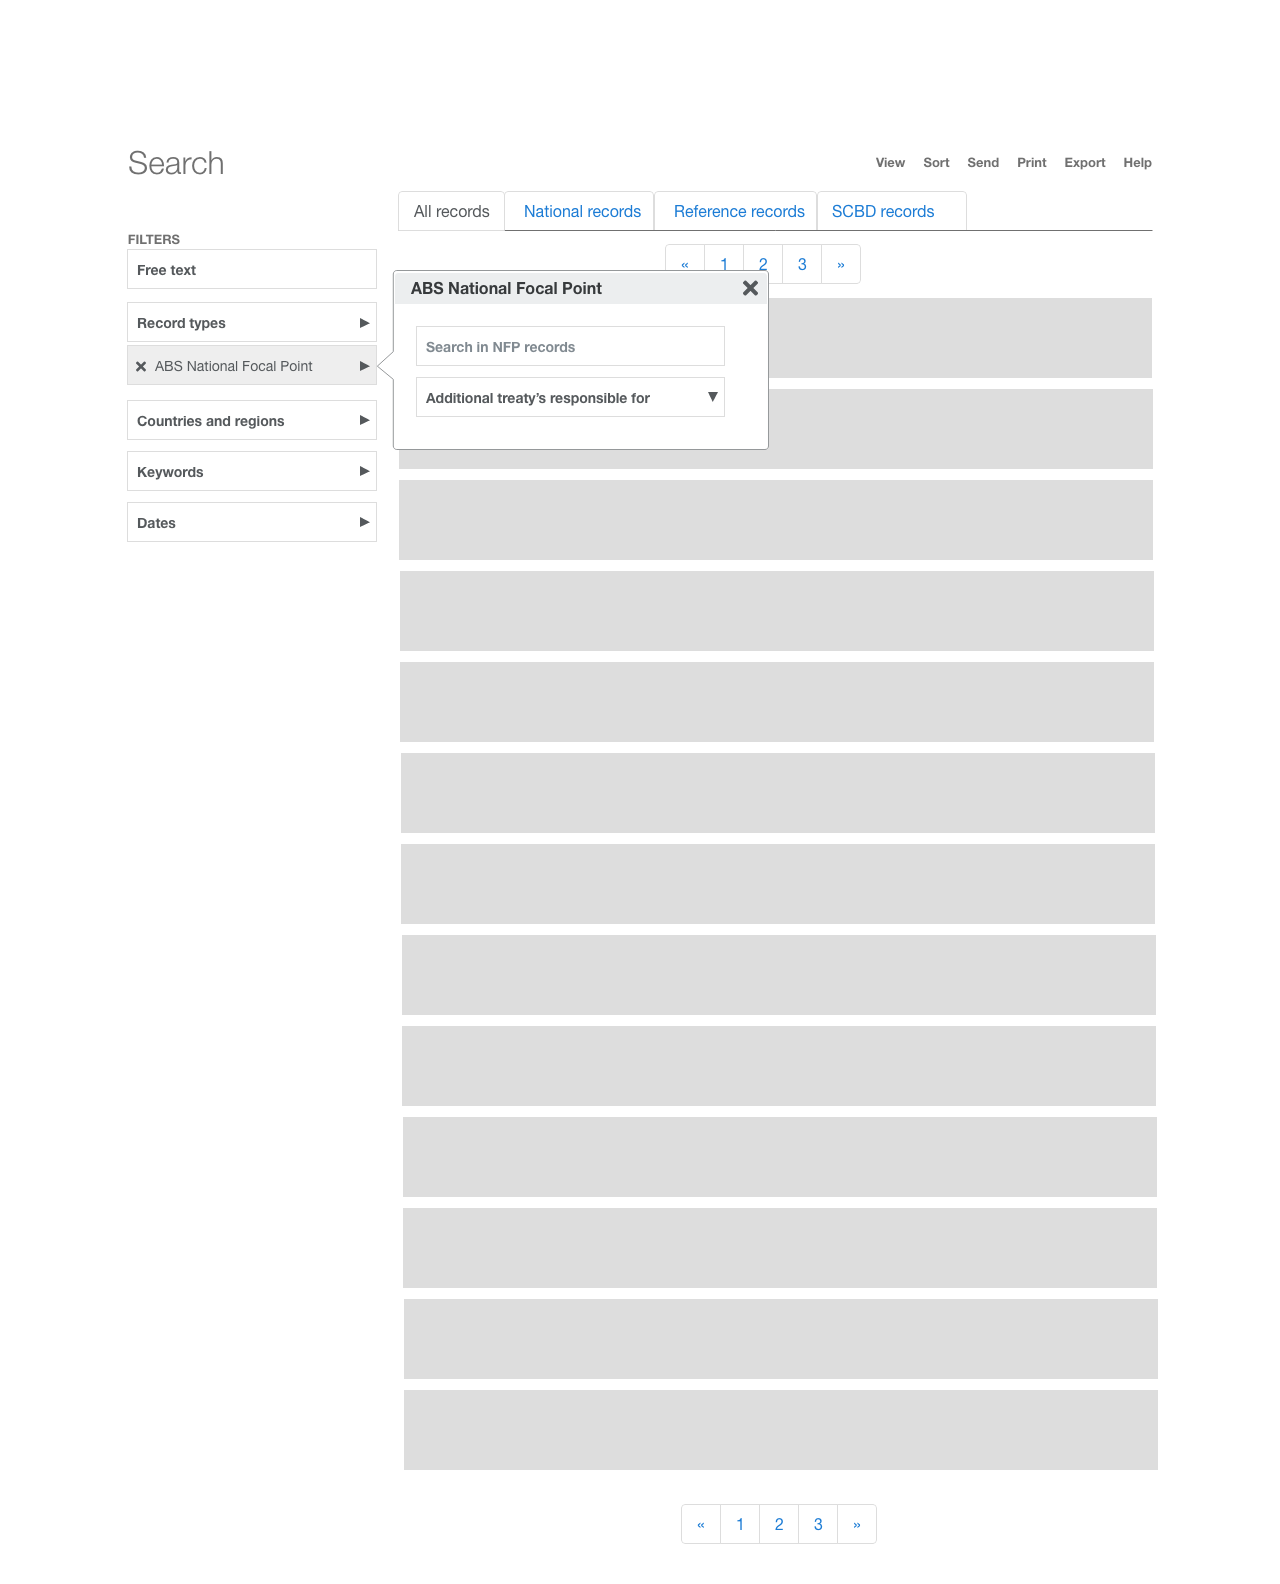 Search
View Sort Send Print Export Help
All records National records Reference records SCBD records
FILTERS
Free text
« 1 2 3 »
ABS National Focal Point
Record types
Search in NFP records
ABS National Focal Point
Additional treaty’s responsible for
Countries and regions
Keywords
Dates
« 1 2 3 »